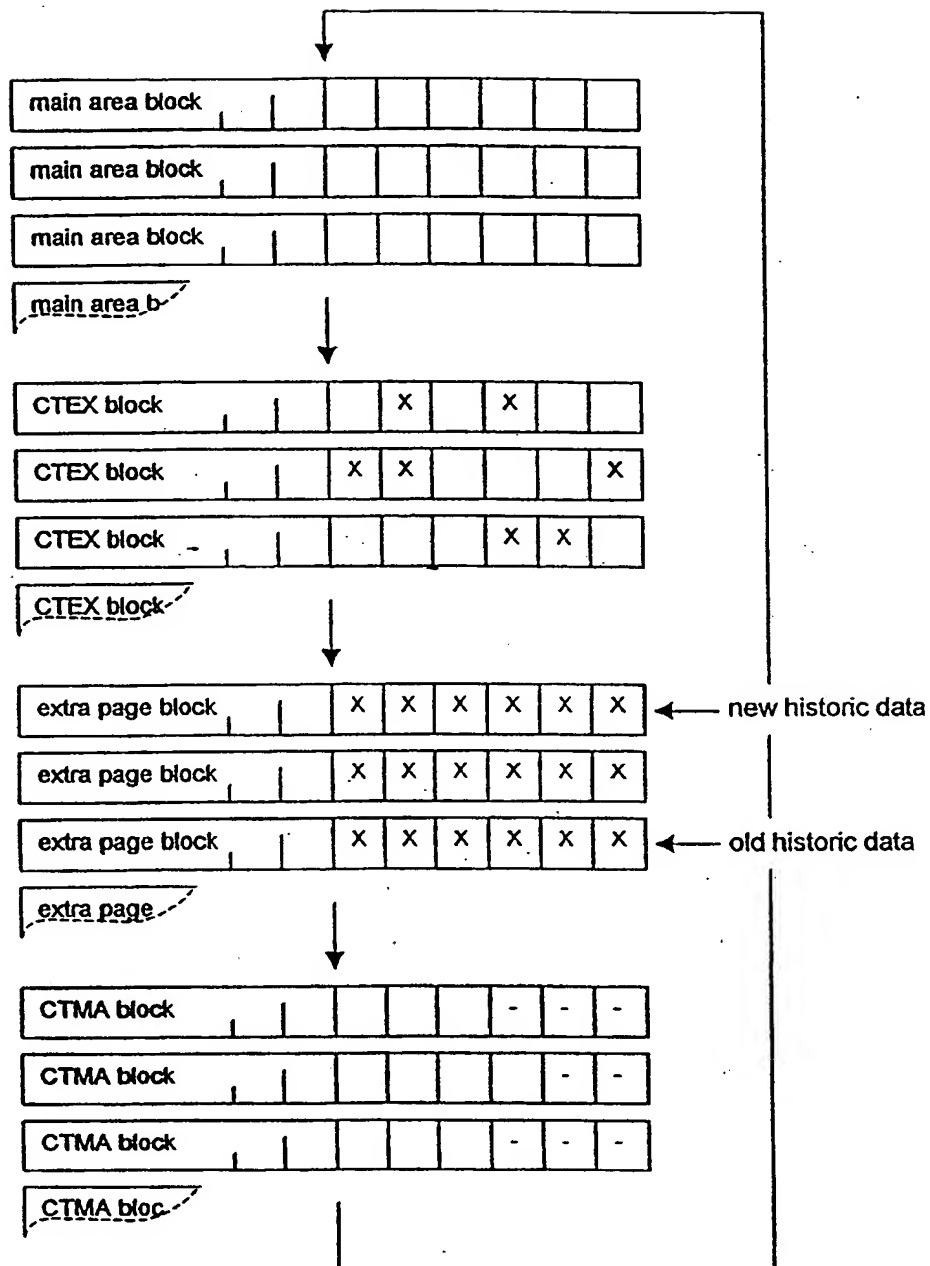 main area block
main area block
main area block
main area b
CTEX block X X
CTEX block X X X
CTEX block X X
CTEX block
extra page block X X X X X X new historic data
extra page block X X X X X X
extra page block X X X X X X old historic data
extra page
CTMA block - - -
CTMA block - -
CTMA block - - -
CTMA bloc